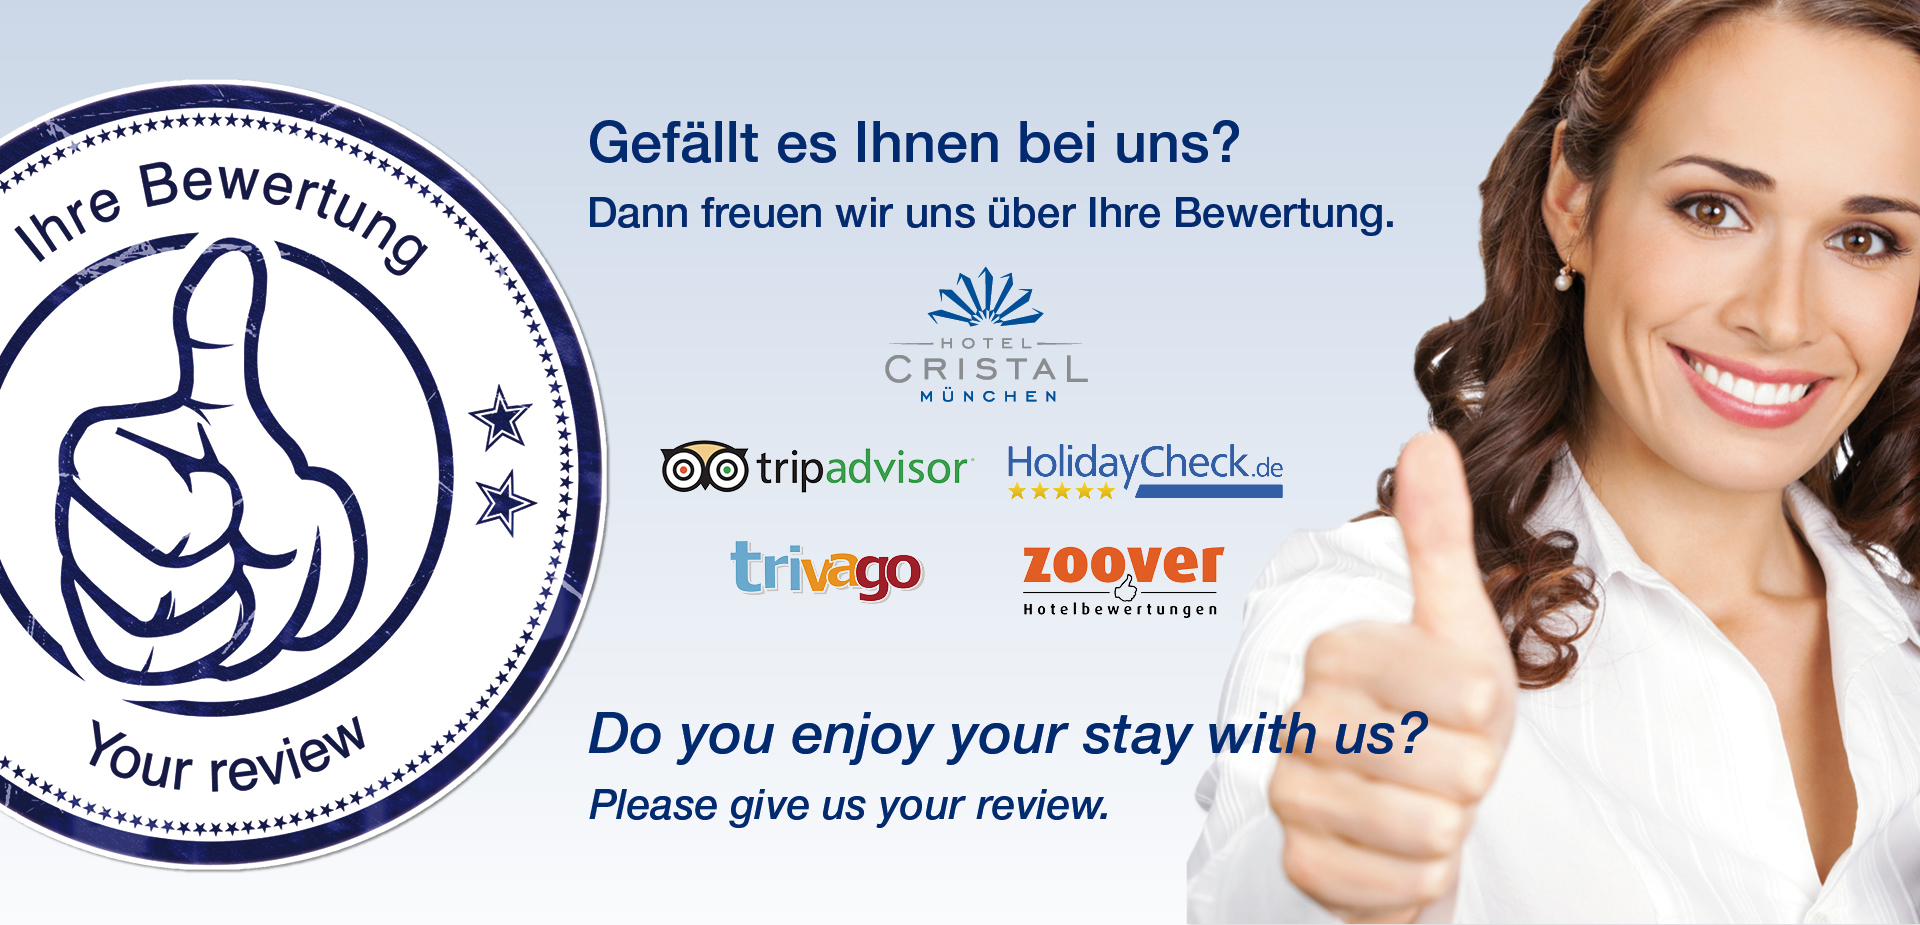 Ihre Bewertung
Your review
Gefällt es Ihnen bei uns?
Dann freuen wir uns über Ihre Bewertung.
HOTEL
CRISTAL
MÜNCHEN
tripadvisor
HolidayCheck.de
trivago
zoover
Hotelbewertungen
Do you enjoy your stay with us?
Please give us your review.